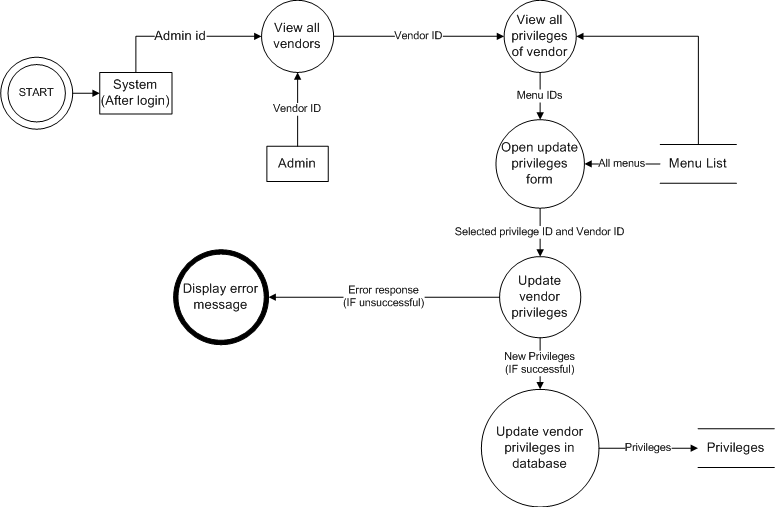 View all
vendors
Admin id
Vendor ID
View all
privileges
of vendor
START
System
(After login)
Vendor ID
Menu IDs
Admin
Open update
privileges
form
All menus
Menu List
Selected privilege ID and Vendor ID
Display error
message
Error response
(IF unsuccessful)
Update
vendor
privileges
New Privileges
(IF successful)
Update vendor
privileges in
database
Privileges
Privileges